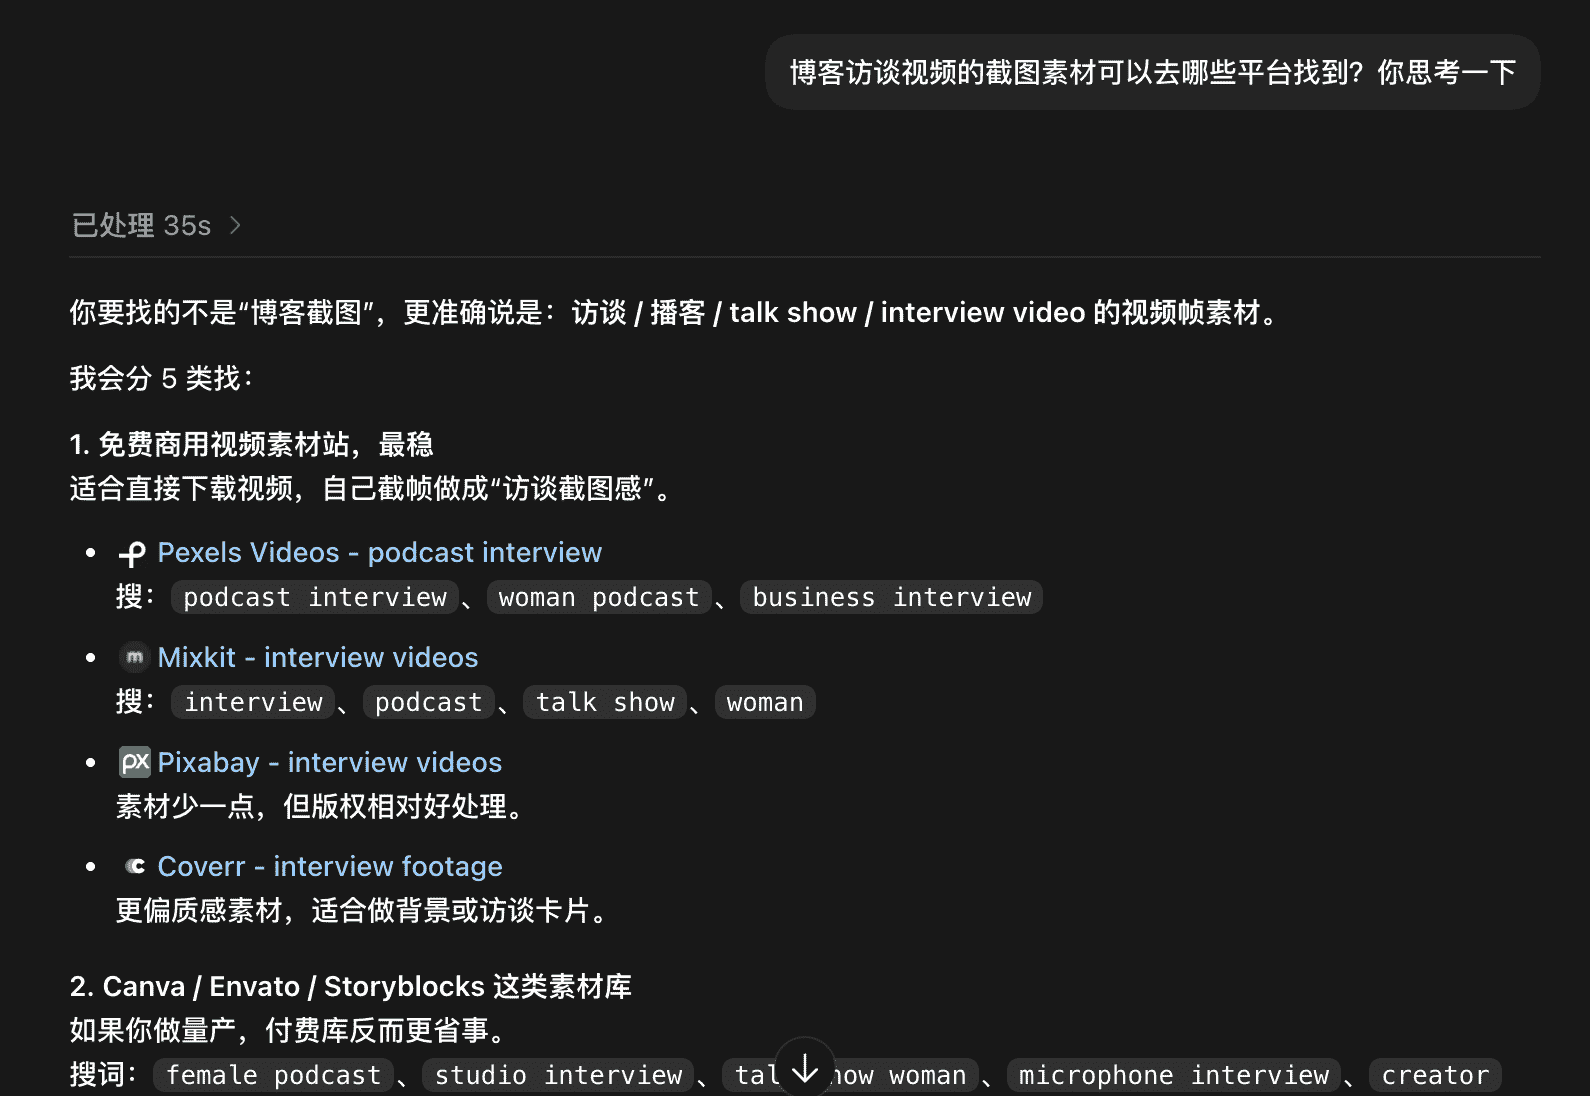 博客访谈视频的截图素材可以去哪些平台找到？你思考一下
已处理 35s
你要找的不是“博客截图”，更准确说是：访谈 / 播客 / talk show / interview video 的视频帧素材。
我会分 5 类找：
1. 免费商用视频素材站，最稳
适合直接下载视频，自己截帧做成“访谈截图感”。
Pexels Videos - podcast interview
搜：podcast interview、woman podcast、business interview
m Mixkit - interview videos
搜：interview、podcast、talk show、woman
px Pixabay - interview videos
素材少一点，但版权相对好处理。
Coverr - interview footage
更偏质感素材，适合做背景或访谈卡片。
2. Canva / Envato / Storyblocks 这类素材库
如果你做量产，付费库反而更省事。
搜词：female podcast、studio interview、woman、microphone interview、creator